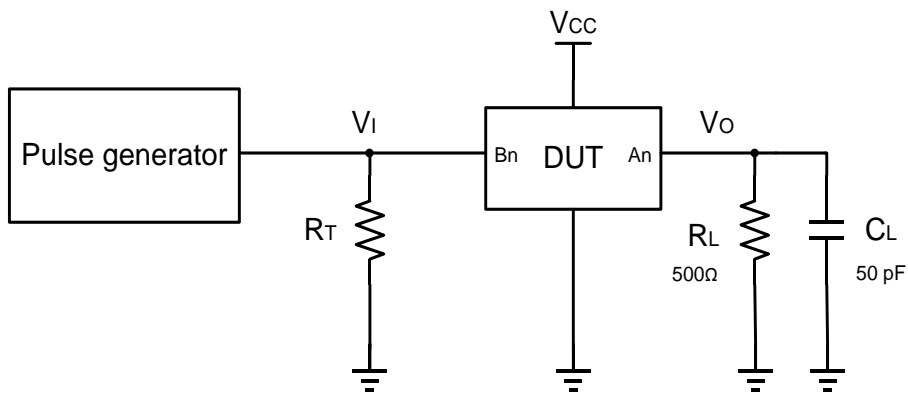 VCC
VI
VO
Pulse generator
Bn
DUT
An
RT
RL
CL
500Ω
50 pF